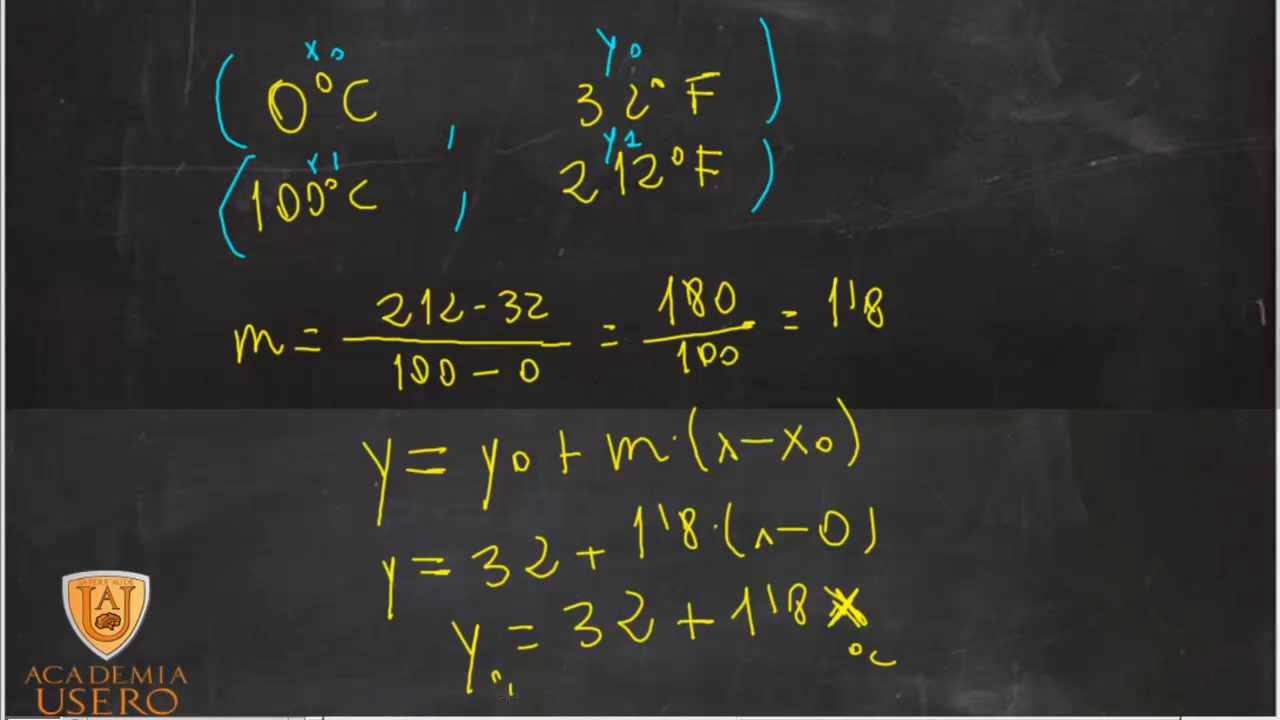 x0 y0
( 0°C , 32°F )
x1 y1
( 100°C , 212°F )
m = 212 - 32 / 100 - 0 = 180 / 100 = 1'8
y = y0 + m · (x - x0)
y = 32 + 1'8 · (x - 0)
y = 32 + 1'8 x
°C
SAPERE AUDE
UAJ
ACADEMIA
USERO